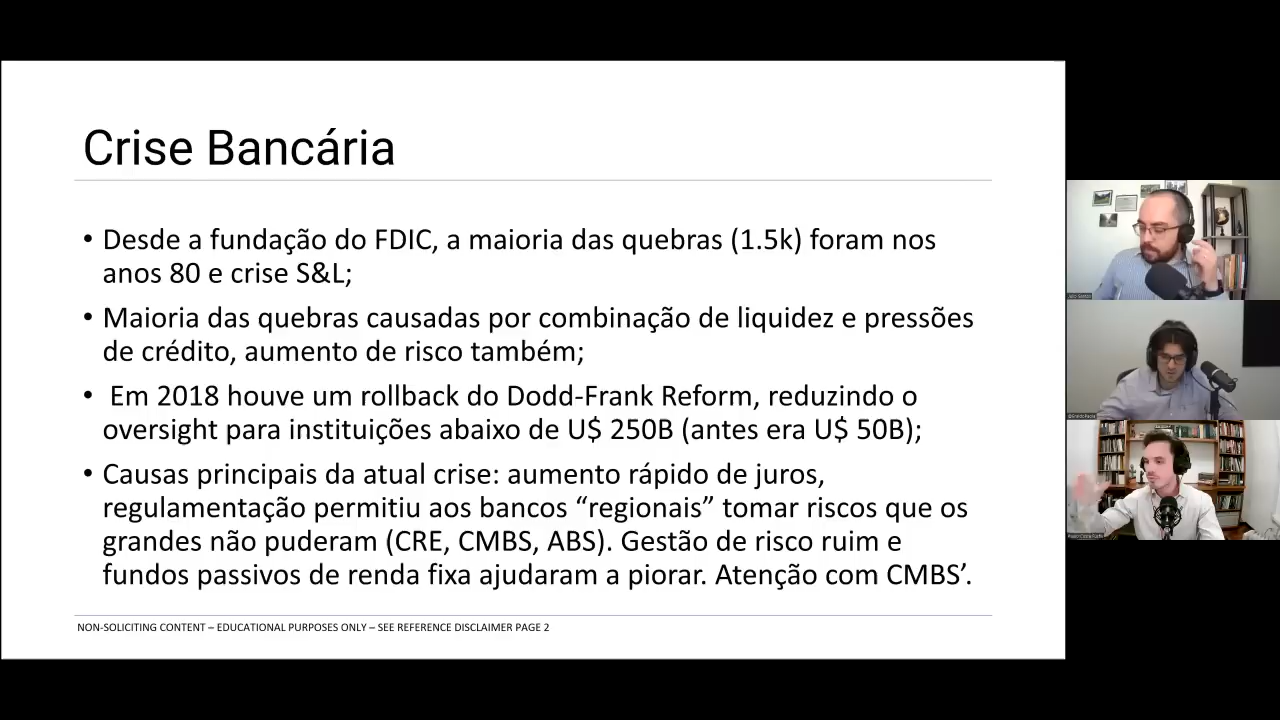 Crise Bancária
• Desde a fundação do FDIC, a maioria das quebras (1.5k) foram nos
anos 80 e crise S&L;
• Maioria das quebras causadas por combinação de liquidez e pressões
de crédito, aumento de risco também;
• Em 2018 houve um rollback do Dodd-Frank Reform, reduzindo o
oversight para instituições abaixo de U$ 250B (antes era U$ 50B);
• Causas principais da atual crise: aumento rápido de juros,
regulamentação permitiu aos bancos “regionais” tomar riscos que os
grandes não puderam (CRE, CMBS, ABS). Gestão de risco ruim e
fundos passivos de renda fixa ajudaram a piorar. Atenção com CMBS’.
NON-SOLICITING CONTENT – EDUCATIONAL PURPOSES ONLY – SEE REFERENCE DISCLAIMER PAGE 2